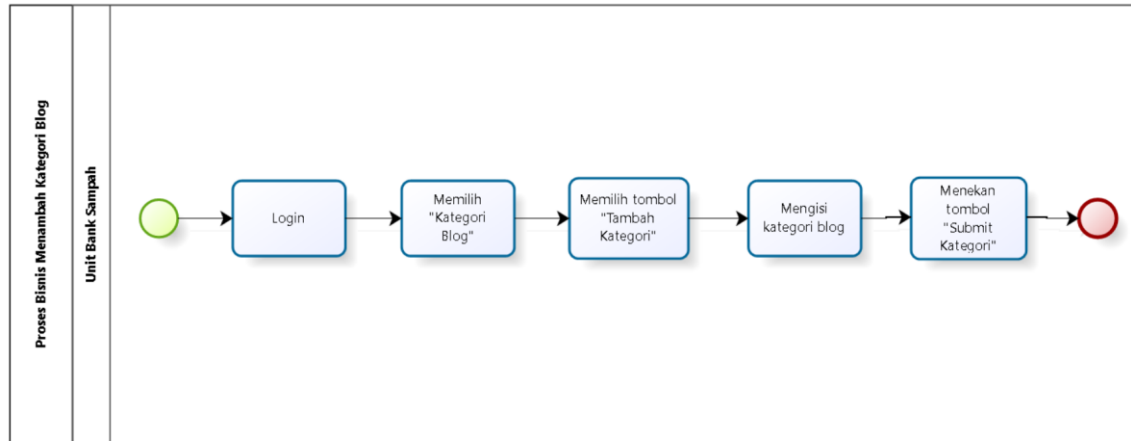 Proses Bisnis Menambah Kategori Blog
Unit Bank Sampah
Login
Memilih
"Kategori
Blog"
Memilih tombol
"Tambah
Kategori"
Mengisi
kategori blog
Menekan
tombol
"Submit
Kategori"